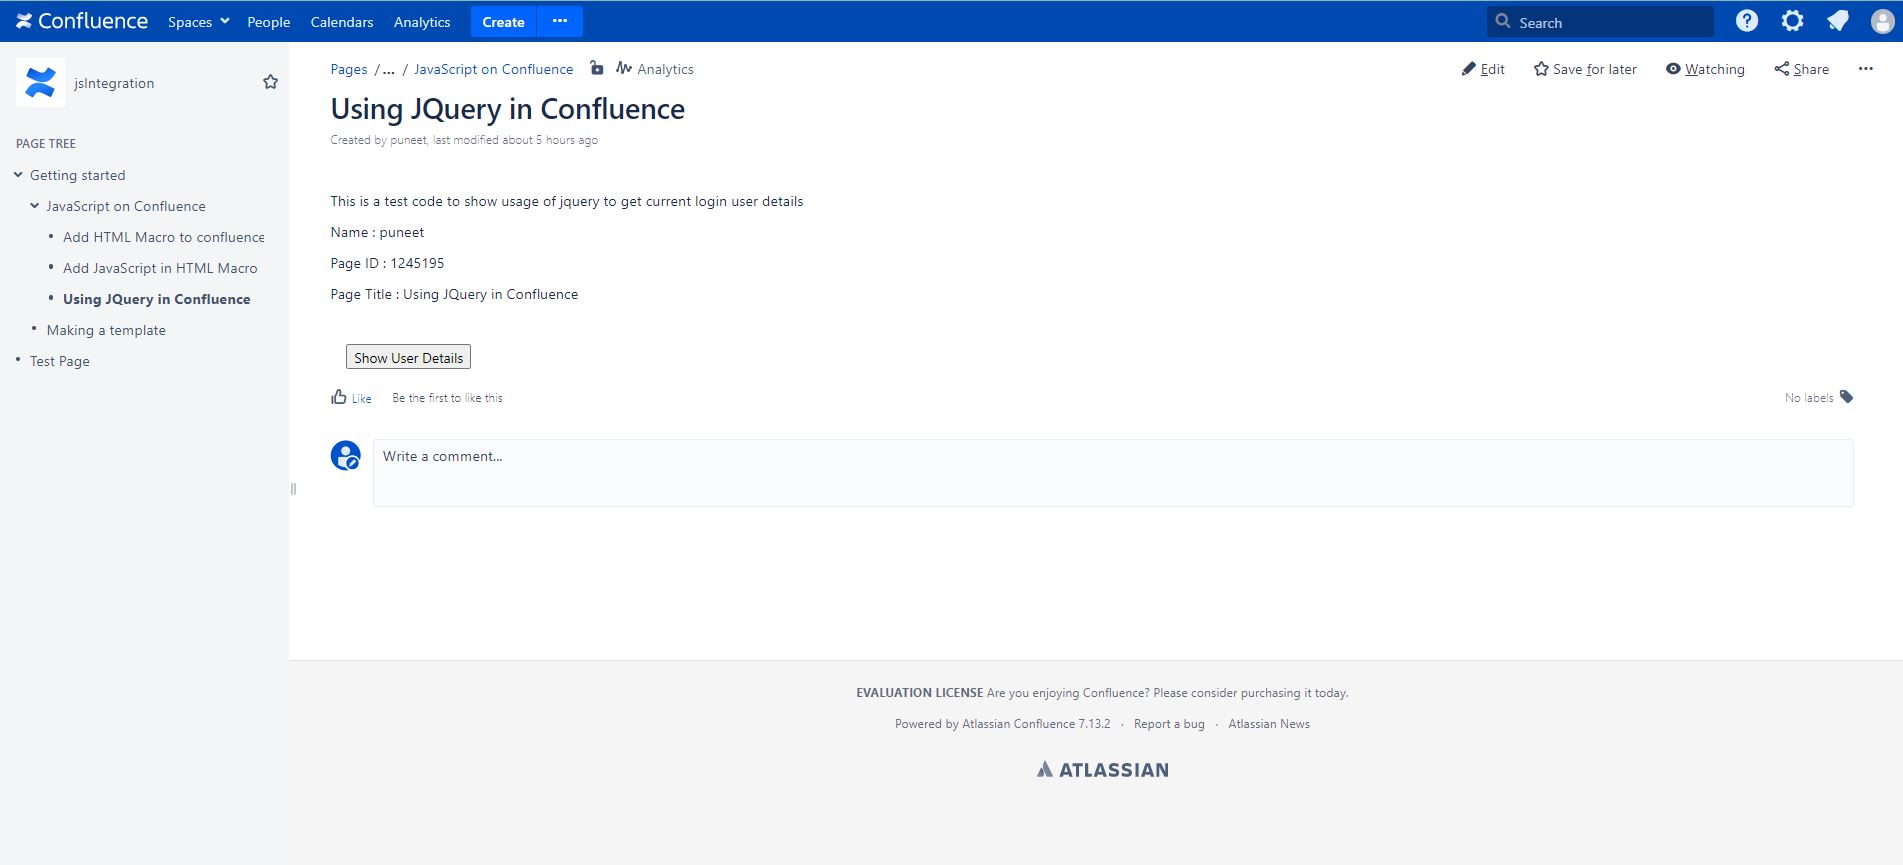 Confluence Spaces People Calendars Analytics Create ... Search
jsIntegration
PAGE TREE
Getting started
JavaScript on Confluence
Add HTML Macro to confluence
Add JavaScript in HTML Macro
Using JQuery in Confluence
Making a template
Test Page
Pages / ... / JavaScript on Confluence Analytics Edit Save for later Watching Share ...
Using JQuery in Confluence
Created by puneet, last modified about 5 hours ago
This is a test code to show usage of jquery to get current login user details
Name : puneet
Page ID : 1245195
Page Title : Using JQuery in Confluence
Show User Details
Like Be the first to like this No labels
Write a comment...
EVALUATION LICENSE Are you enjoying Confluence? Please consider purchasing it today.
Powered by Atlassian Confluence 7.13.2 · Report a bug · Atlassian News
ATLASSIAN